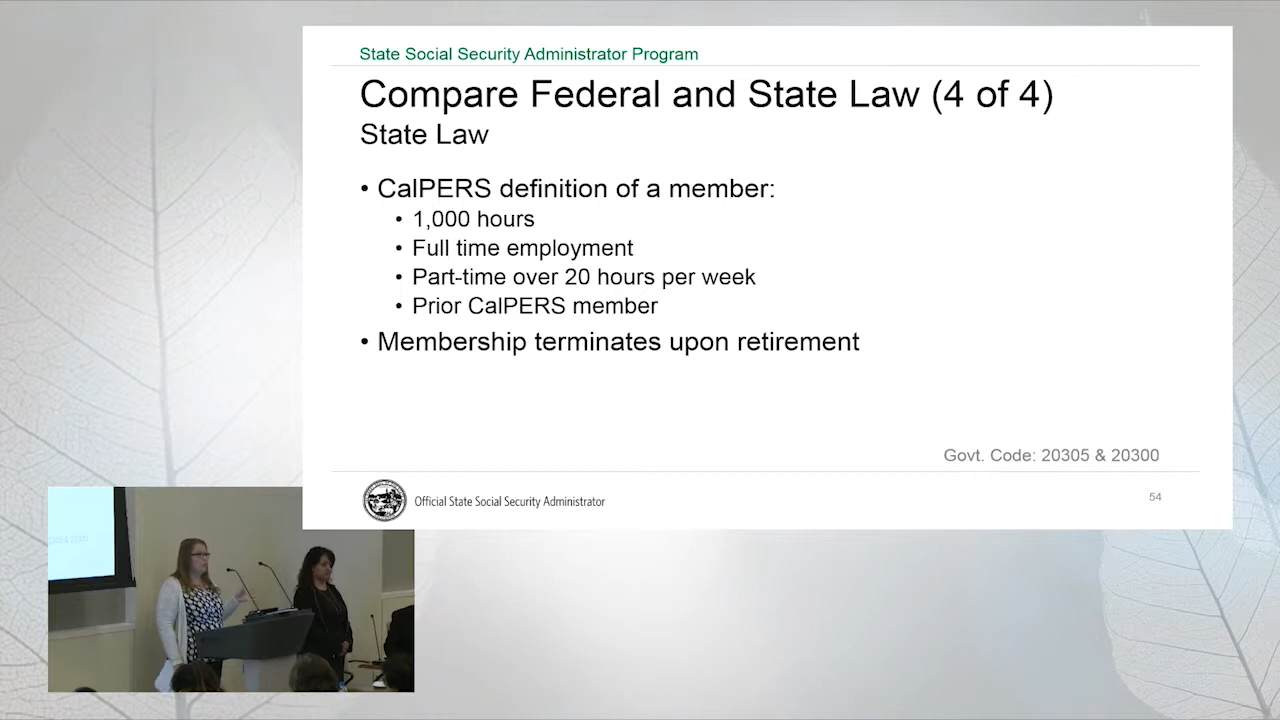 State Social Security Administrator Program
Compare Federal and State Law (4 of 4)
State Law
• CalPERS definition of a member:
• 1,000 hours
• Full time employment
• Part-time over 20 hours per week
• Prior CalPERS member
• Membership terminates upon retirement
Govt. Code: 20305 & 20300
Official State Social Security Administrator
54